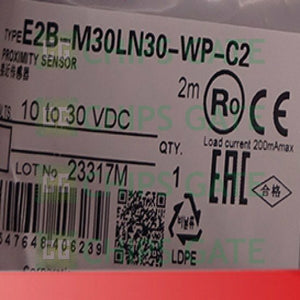 TYPE E2B-M30LN30-WP-C2
PROXIMITY SENSOR
2m
10 to 30 VDC
Load current 200mAmax
LOT No 23317M
QTY.
1
EAC
合格
547648406239
LDPE
CHIPS GATE